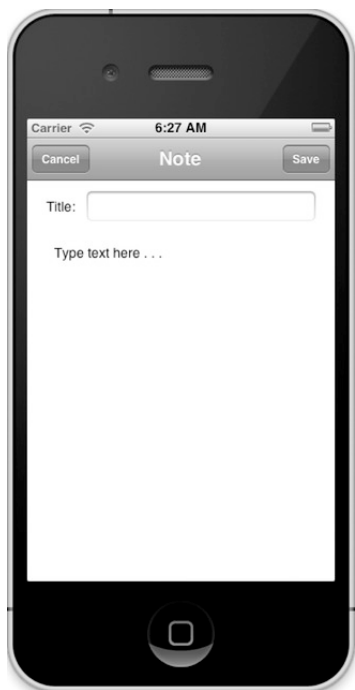 Carrier 6:27 AM
Cancel Note Save
Title:
Type text here . . .